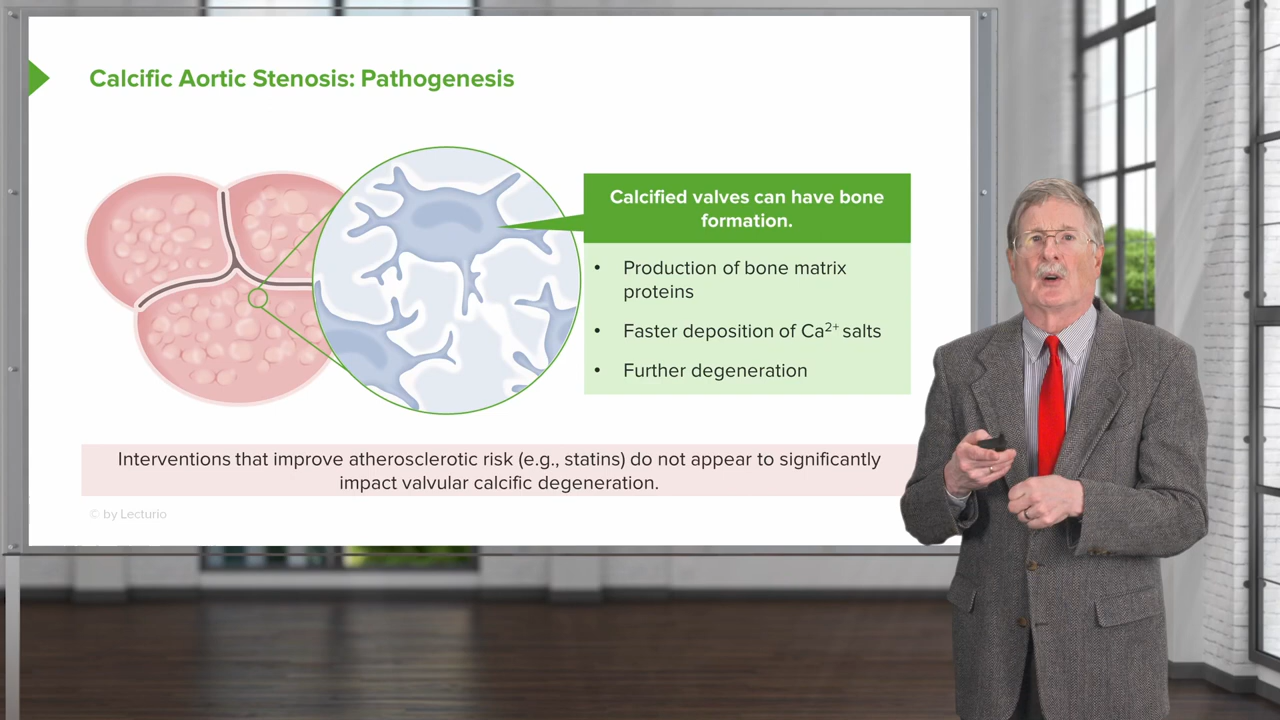 Calcific Aortic Stenosis: Pathogenesis
Calcified valves can have bone
formation.
• Production of bone matrix
proteins
• Faster deposition of Ca²⁺ salts
• Further degeneration
Interventions that improve atherosclerotic risk (e.g., statins) do not appear to significantly
impact valvular calcific degeneration.
© by Lecturio